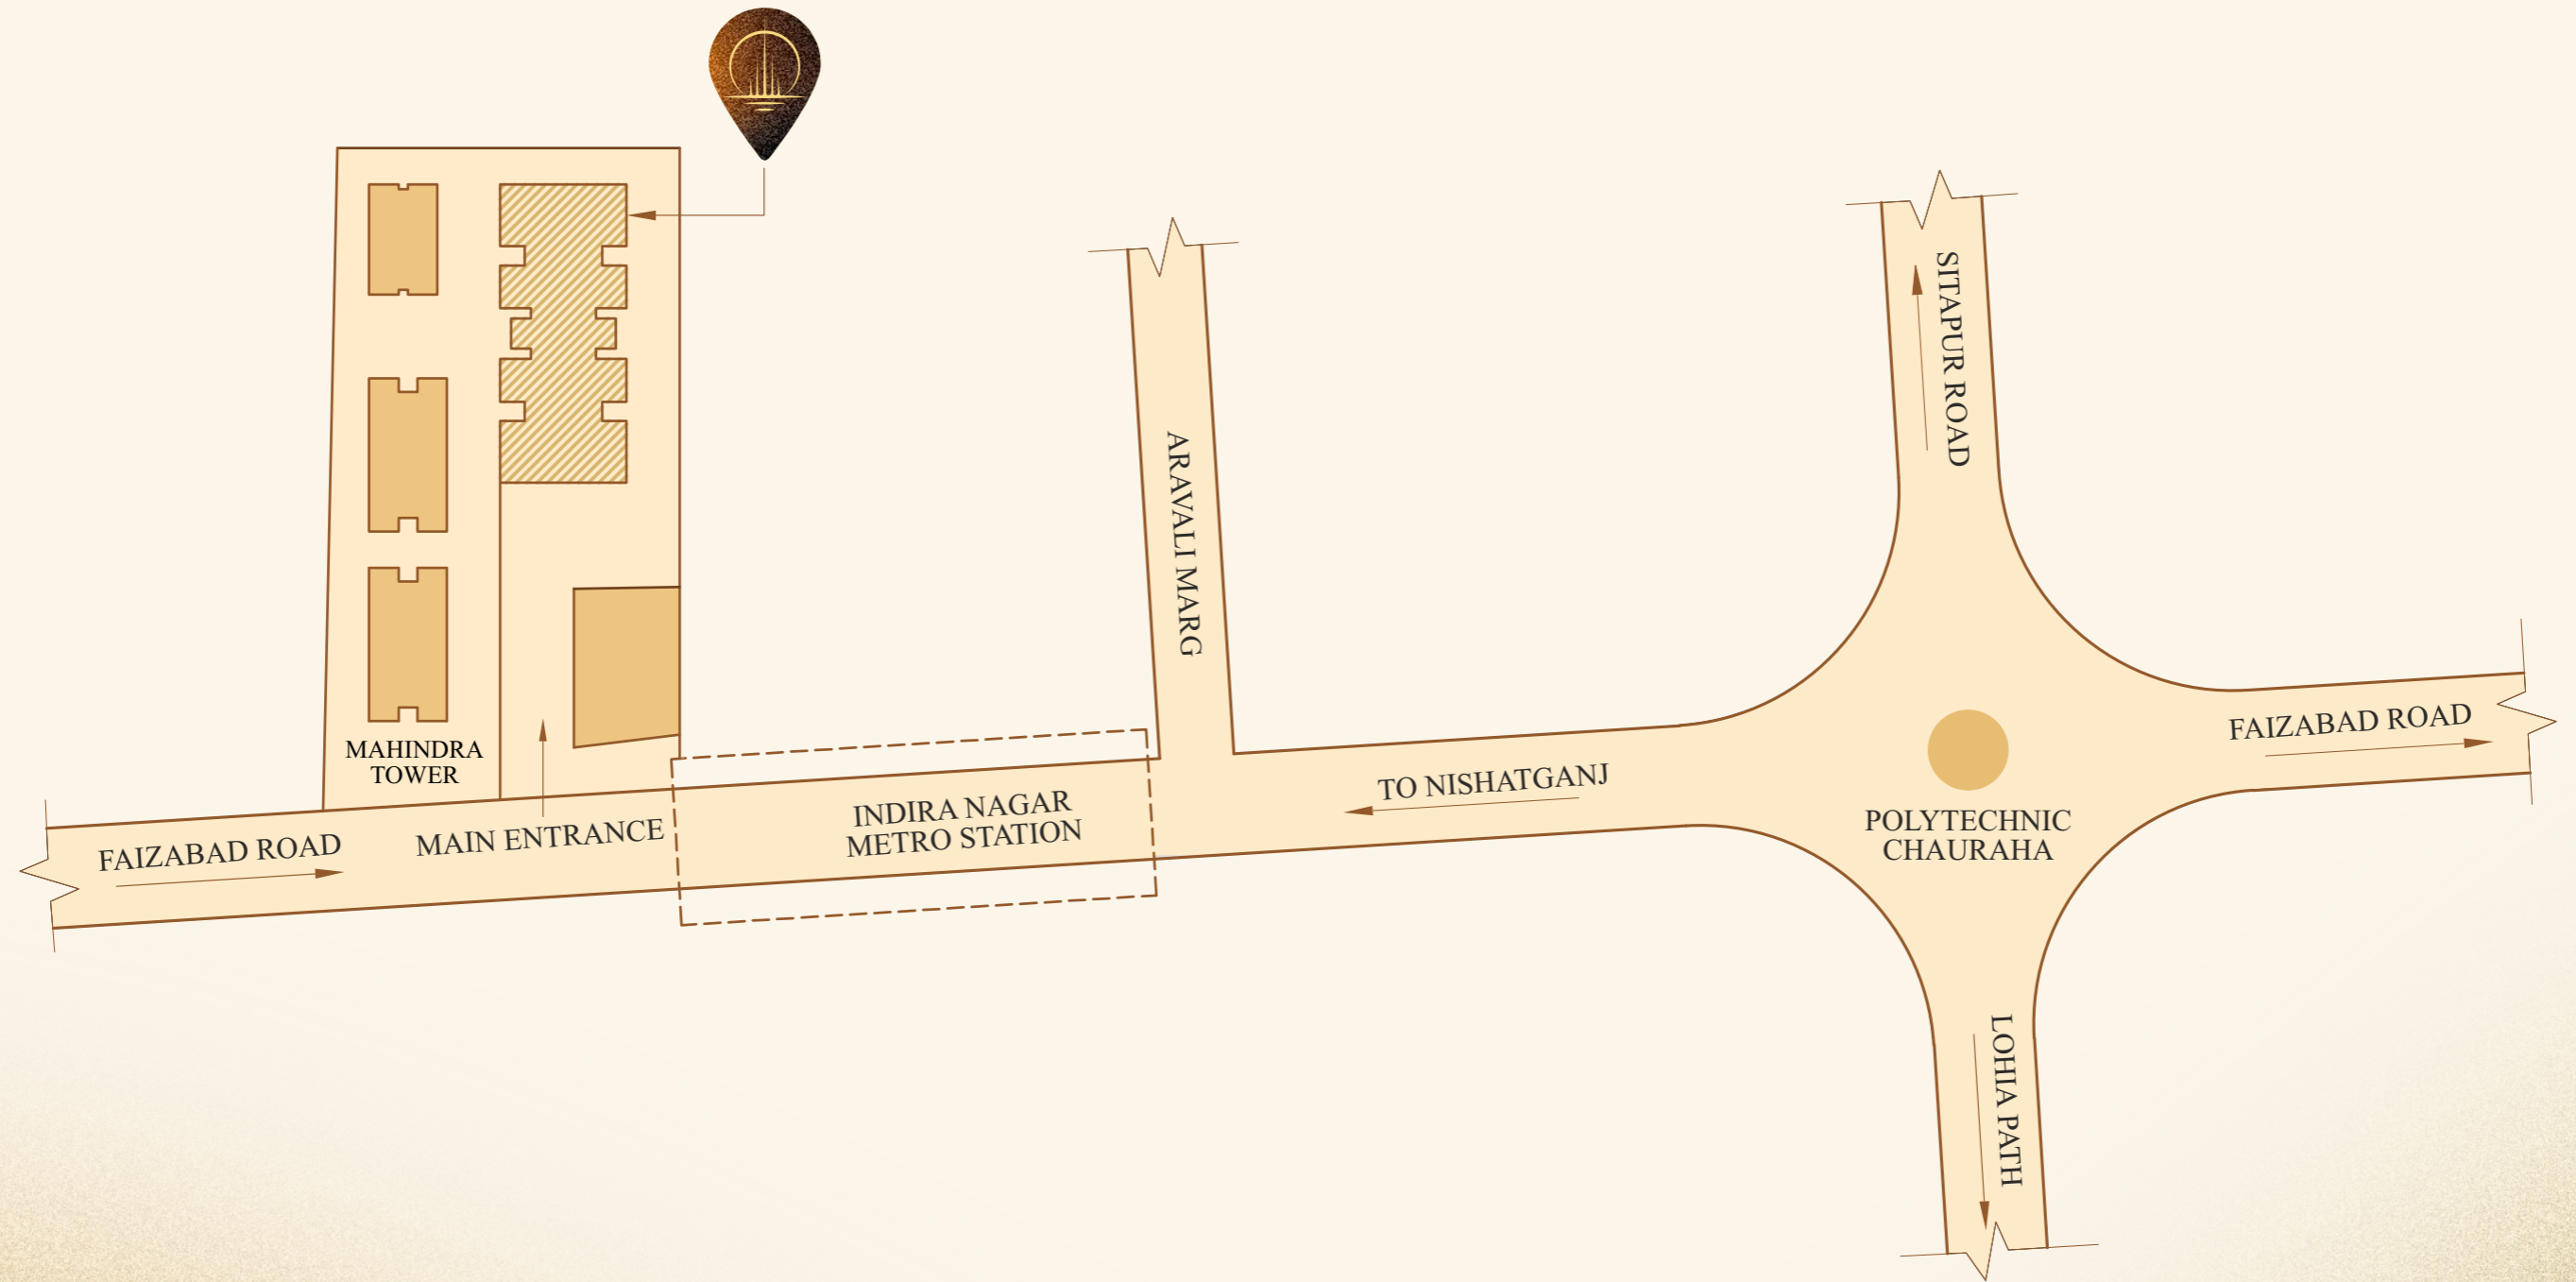 SITAPUR ROAD
ARAVALI MARG
FAIZABAD ROAD
MAHINDRA
TOWER
TO NISHATGANJ
INDIRA NAGAR
METRO STATION
POLYTECHNIC
CHAURAHA
MAIN ENTRANCE
FAIZABAD ROAD
LOHIA PATH